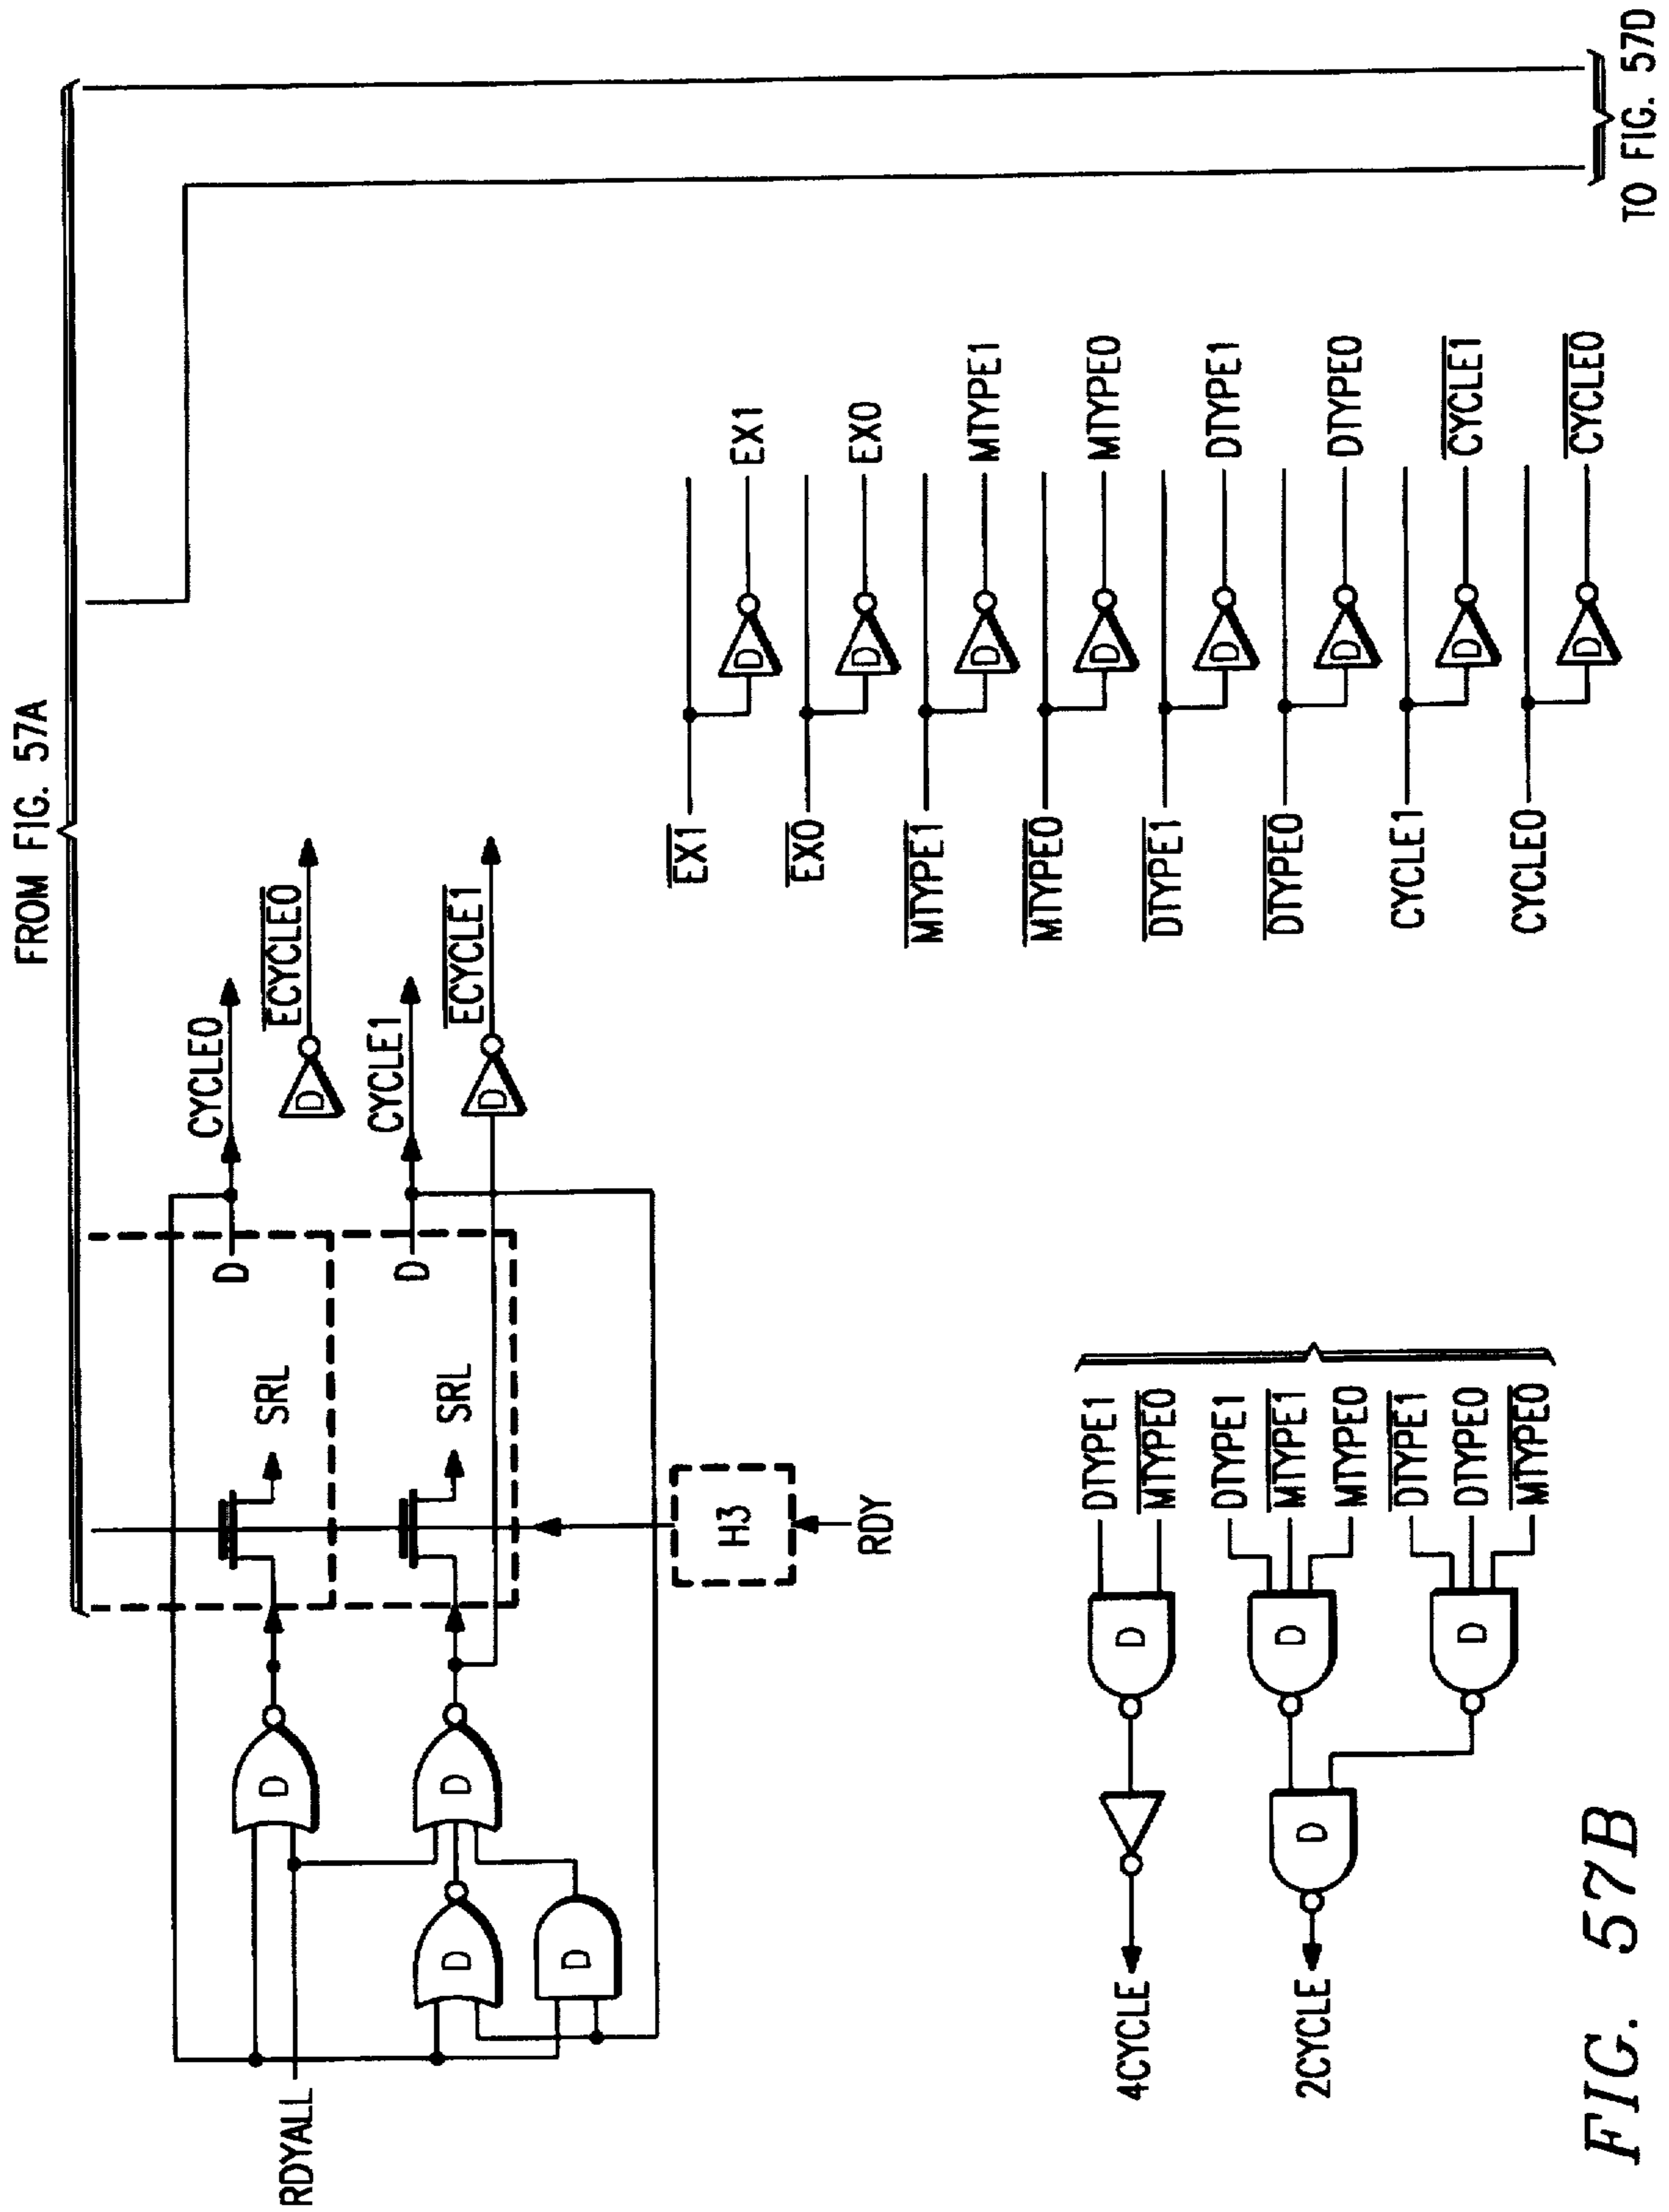 FROM FIG. 57A
CYCLE0
D
RDYALL
D
SRL
ECYCLE0
D
CYCLE1
D
D
D
SRL
ECYCLE1
D
D
H3
RDY
EX1
D
EX1
EX0
D
EX0
MTYPE1
D
MTYPE1
MTYPE0
D
MTYPE0
DTYPE1
D
DTYPE1
DTYPE0
D
DTYPE0
CYCLE1
D
CYCLE1
CYCLE0
D
CYCLE0
4CYCLE
D
DTYPE1
MTYPE0
2CYCLE
D
D
DTYPE1
MTYPE1
MTYPE0
D
DTYPE1
DTYPE0
MTYPE0
FIG. 57B
TO FIG. 57D